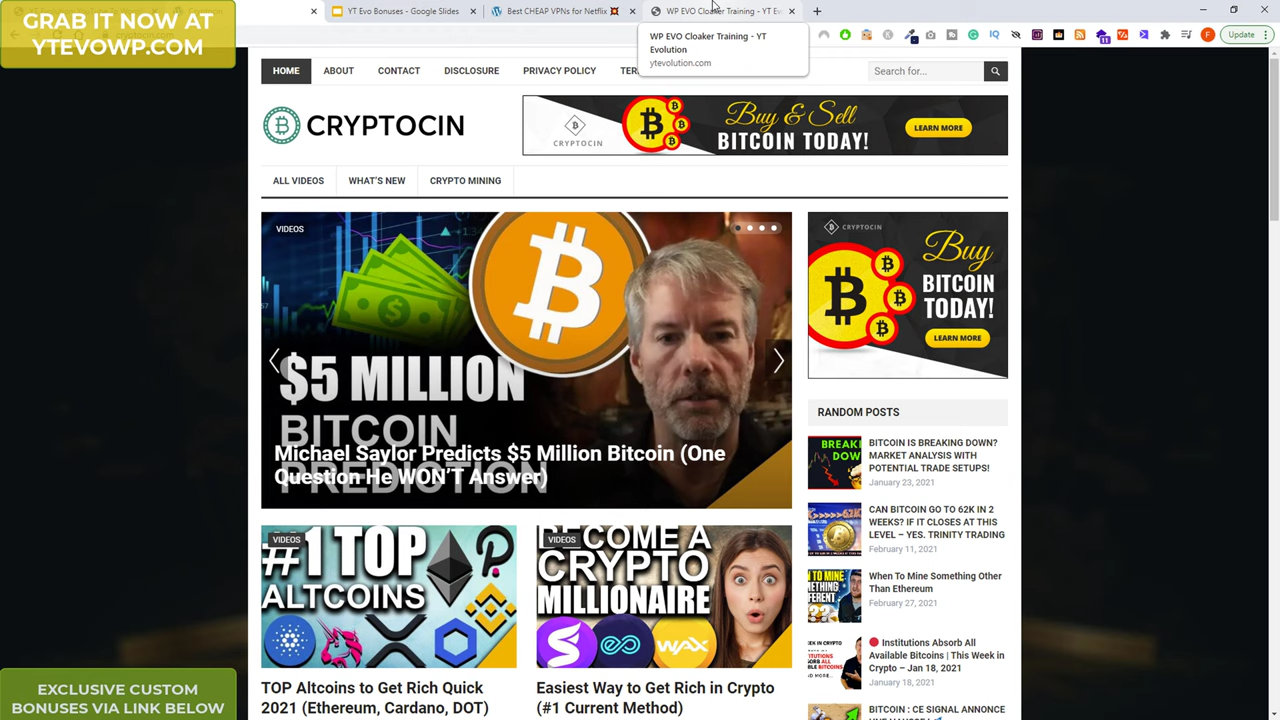 GRAB IT NOW AT
YTEVOWP.COM
YT Evo Bonuses - Google Slides
Best CHEAP VPNs for Netflix
WP EVO Cloaker Training - YT Ev
Update
WP EVO Cloaker Training - YT
Evolution
ytevolution.com
HOME
ABOUT
CONTACT
DISCLOSURE
PRIVACY POLICY
Search for...
CRYPTOCIN
CRYPTOCIN
Buy & Sell
BITCOIN TODAY!
LEARN MORE
ALL VIDEOS
WHAT'S NEW
CRYPTO MINING
VIDEOS
$5 MILLION
BITCOIN
PREDICTION
Michael Saylor Predicts $5 Million Bitcoin (One
Question He WON'T Answer)
CRYPTOCIN
Buy
BITCOIN
TODAY!
LEARN MORE
RANDOM POSTS
BITCOIN IS BREAKING DOWN?
MARKET ANALYSIS WITH
POTENTIAL TRADE SETUPS!
January 23, 2021
CAN BITCOIN GO TO 62K IN 2
WEEKS? IF IT CLOSES AT THIS
LEVEL – YES. TRINITY TRADING
February 11, 2021
When To Mine Something Other
Than Ethereum
February 27, 2021
Institutions Absorb All
Available Bitcoins | This Week in
Crypto – Jan 18, 2021
January 18, 2021
BITCOIN : CE SIGNAL ANNONCE
VIDEOS
#1 TOP
ALTCOINS
TOP Altcoins to Get Rich Quick
2021 (Ethereum, Cardano, DOT)
VIDEOS
BECOME A
CRYPTO
MILLIONAIRE
WAX
Easiest Way to Get Rich in Crypto
(#1 Current Method)
EXCLUSIVE CUSTOM
BONUSES VIA LINK BELOW